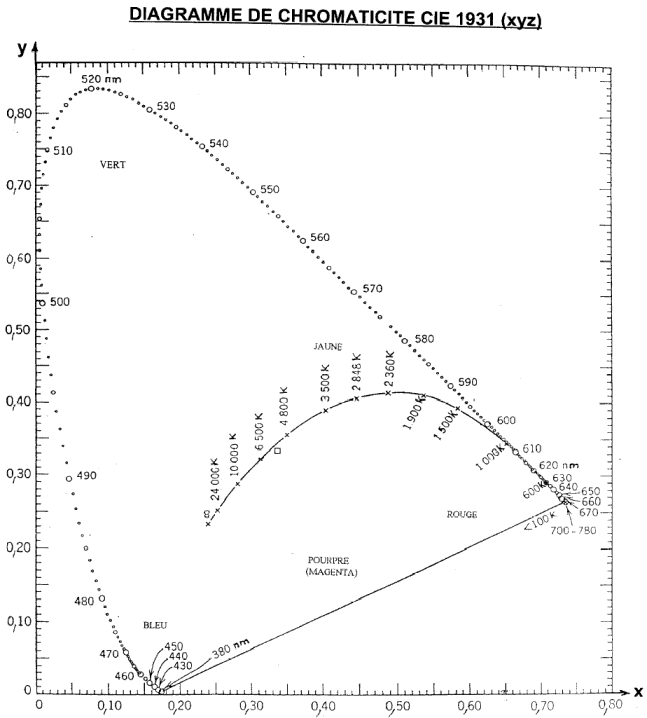 DIAGRAMME DE CHROMATICITE CIE 1931 (xyz)
y
520 nm
530
0,80
540
510
VERT
0,70
550
560
0,60
570
500
0,50
580
JAUNE
590
0,40
600
610
620 nm
630
640
650
660
670
700-780
24 000 K
10 000 K
6 500 K
4 800 K
3 500 K
2 848 K
2 360 K
1 900 K
1 500 K
1 000 K
600K
<100K
∞
490
0,30
ROUGE
0,20
POURPRE
(MAGENTA)
480
0,10
BLEU
470
460
450
440
430
380 nm
0
0
0,10
0,20
0,30
0,40
0,50
0,60
0,70
0,80
x